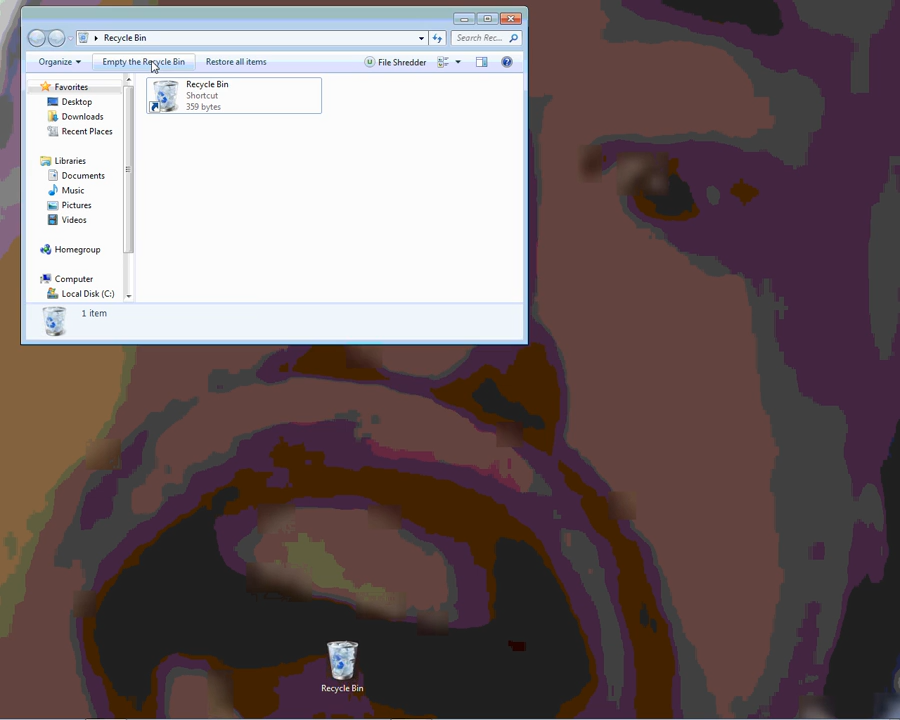 Recycle Bin
Search Rec...
Organize
Empty the Recycle Bin
Restore all items
File Shredder
Favorites
Desktop
Downloads
Recent Places
Libraries
Documents
Music
Pictures
Videos
Homegroup
Computer
Local Disk (C:)
Recycle Bin
Shortcut
359 bytes
1 item
Recycle Bin